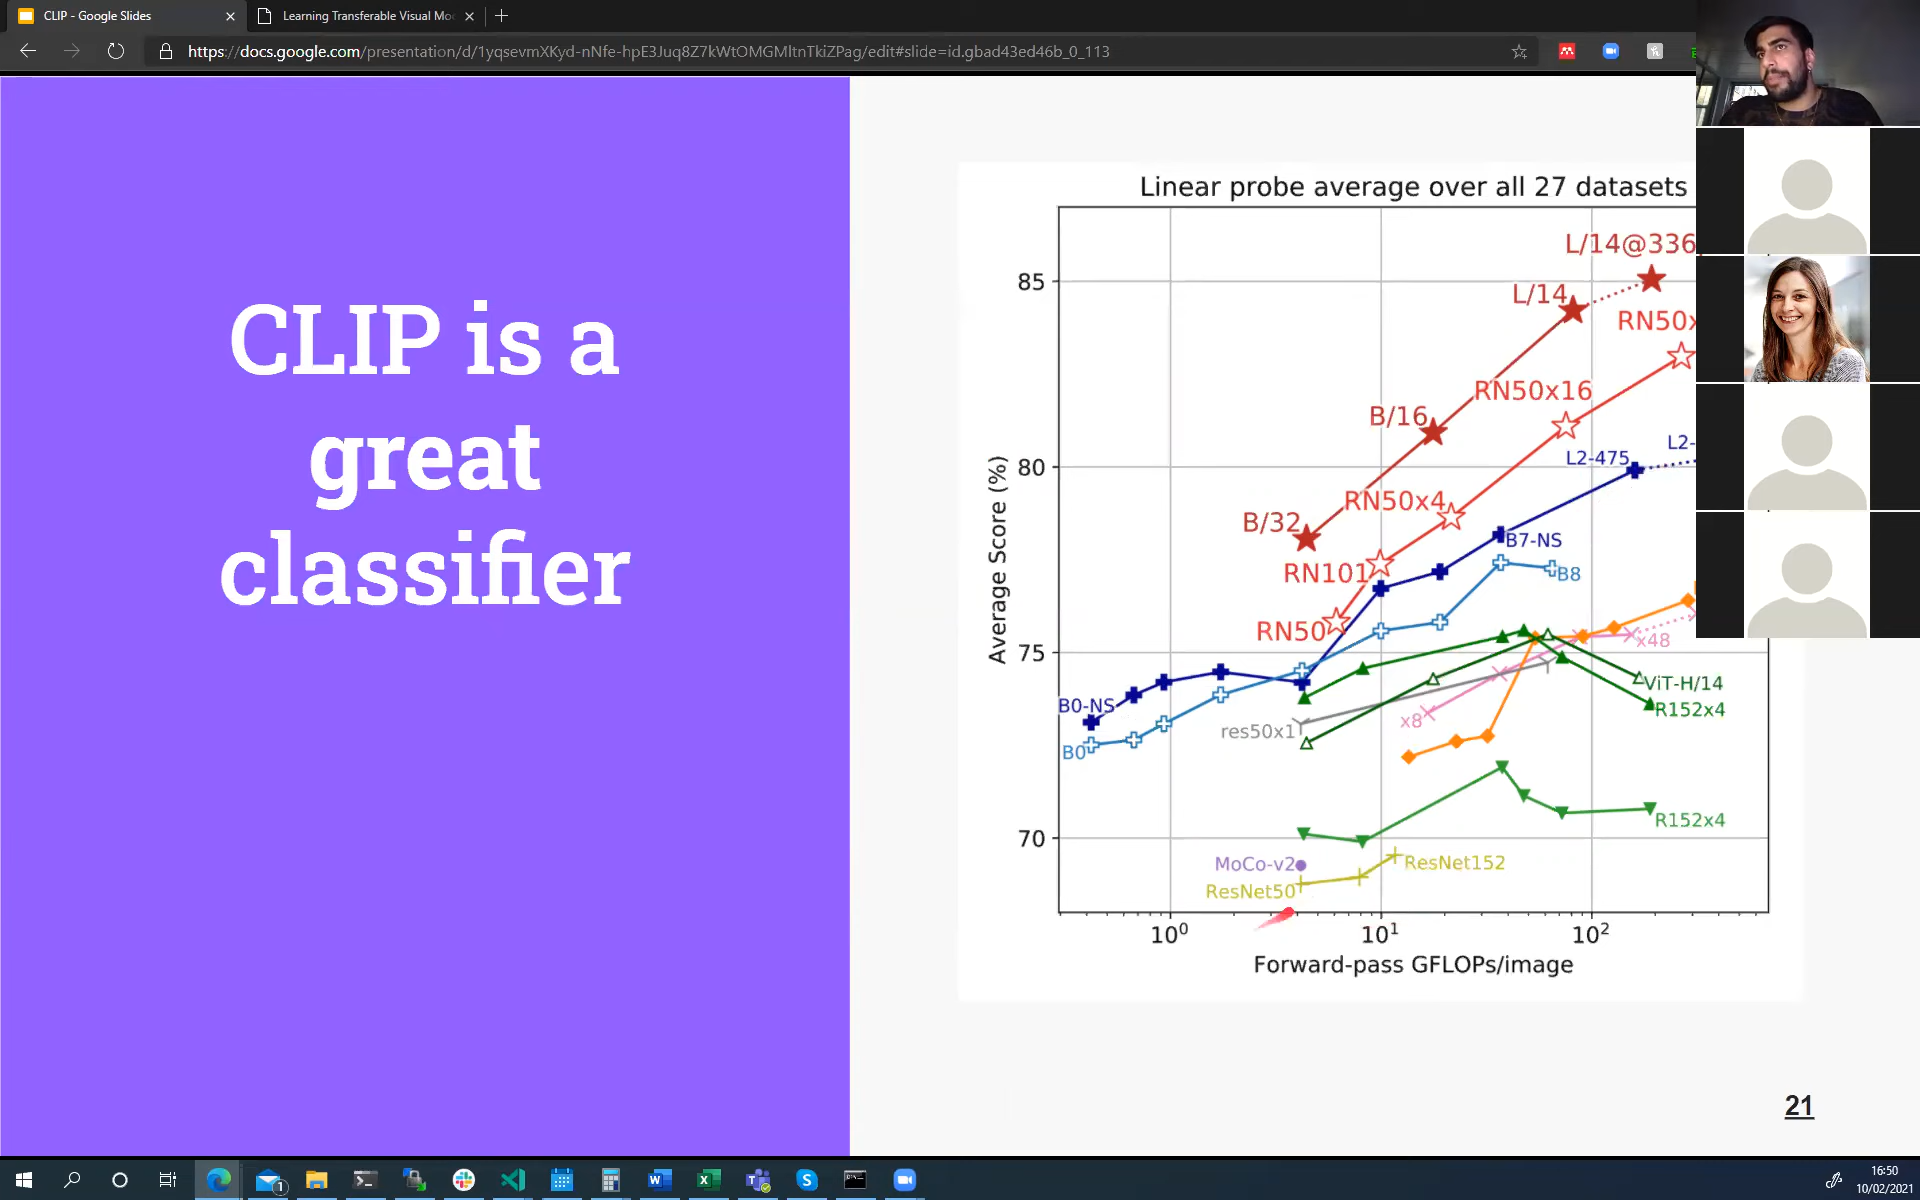 CLIP - Google Slides
Learning Transferable Visual Mo
https://docs.google.com/presentation/d/1yqsevmXKyd-nNfe-hpE3Juq8Z7kWtOMGMltnTkiZPag/edit#slide=id.gbad43ed46b_0_113
CLIP is a
great
classifier
Linear probe average over all 27 datasets
L/14@336
85
L/14
RN50x
RN50x16
B/16
L2-
L2-475
80
RN50x4
B/32
B7-NS
RN101
B8
RN50
75
x48
ViT-H/14
B0-NS
R152x4
x8
res50x1
B0
R152x4
70
MoCo-v2
ResNet152
ResNet50
10⁰
10¹
10²
Average Score (%)
Forward-pass GFLOPs/image
21
1
16:50
10/02/2021